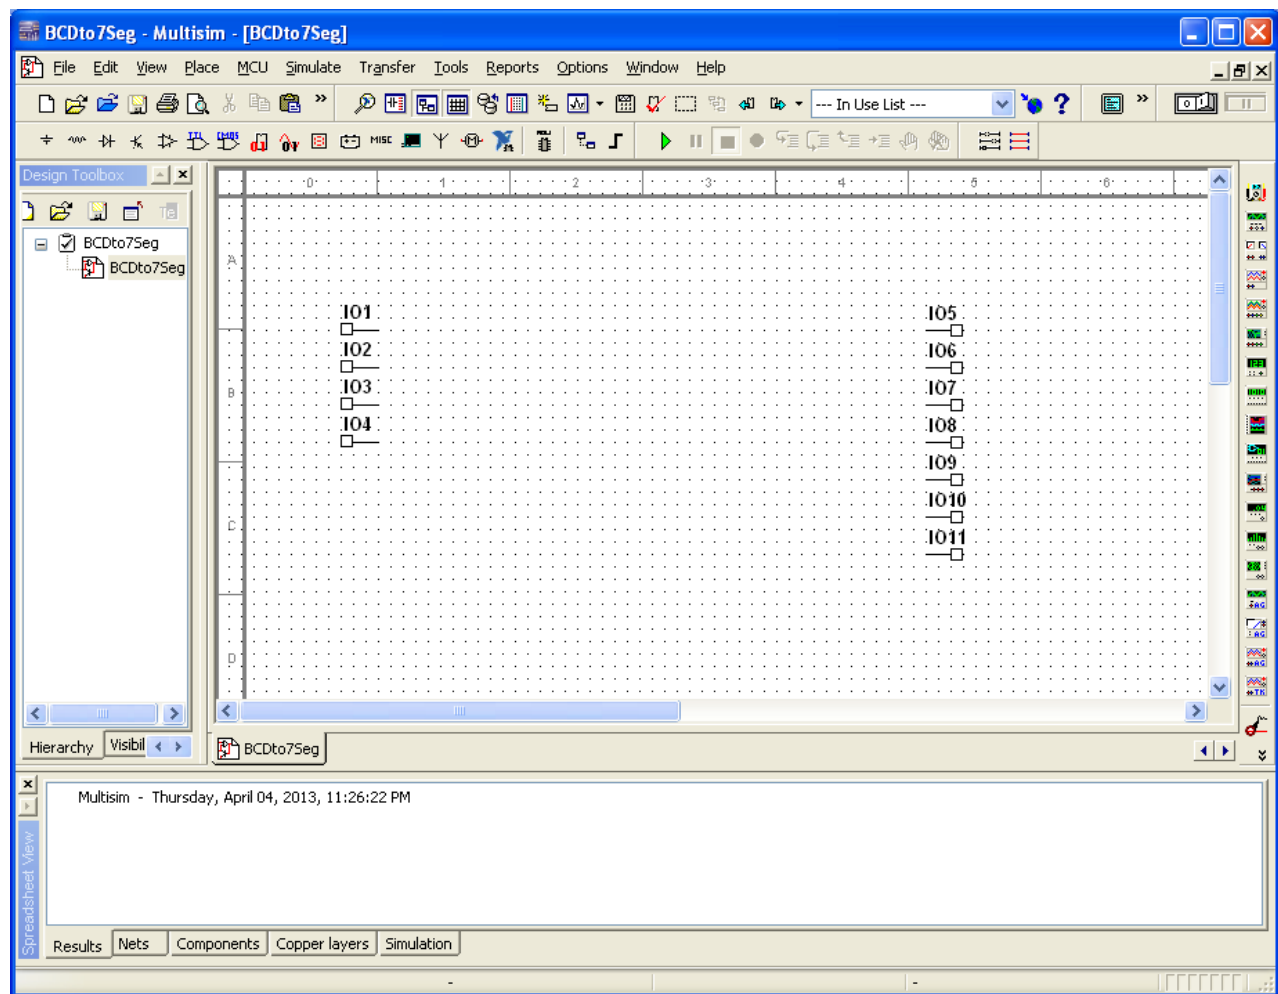 BCDto7Seg - Multisim - [BCDto7Seg]
File Edit View Place MCU Simulate Transfer Tools Reports Options Window Help
--- In Use List ---
MISC
Design Toolbox
BCDto7Seg
BCDto7Seg
0 1 2 3 4 5 6
A
B
C
D
IO1
IO2
IO3
IO4
IO5
IO6
IO7
IO8
IO9
IO10
IO11
Hierarchy Visibil
BCDto7Seg
Multisim - Thursday, April 04, 2013, 11:26:22 PM
Spreadsheet View
Results Nets Components Copper layers Simulation
- -